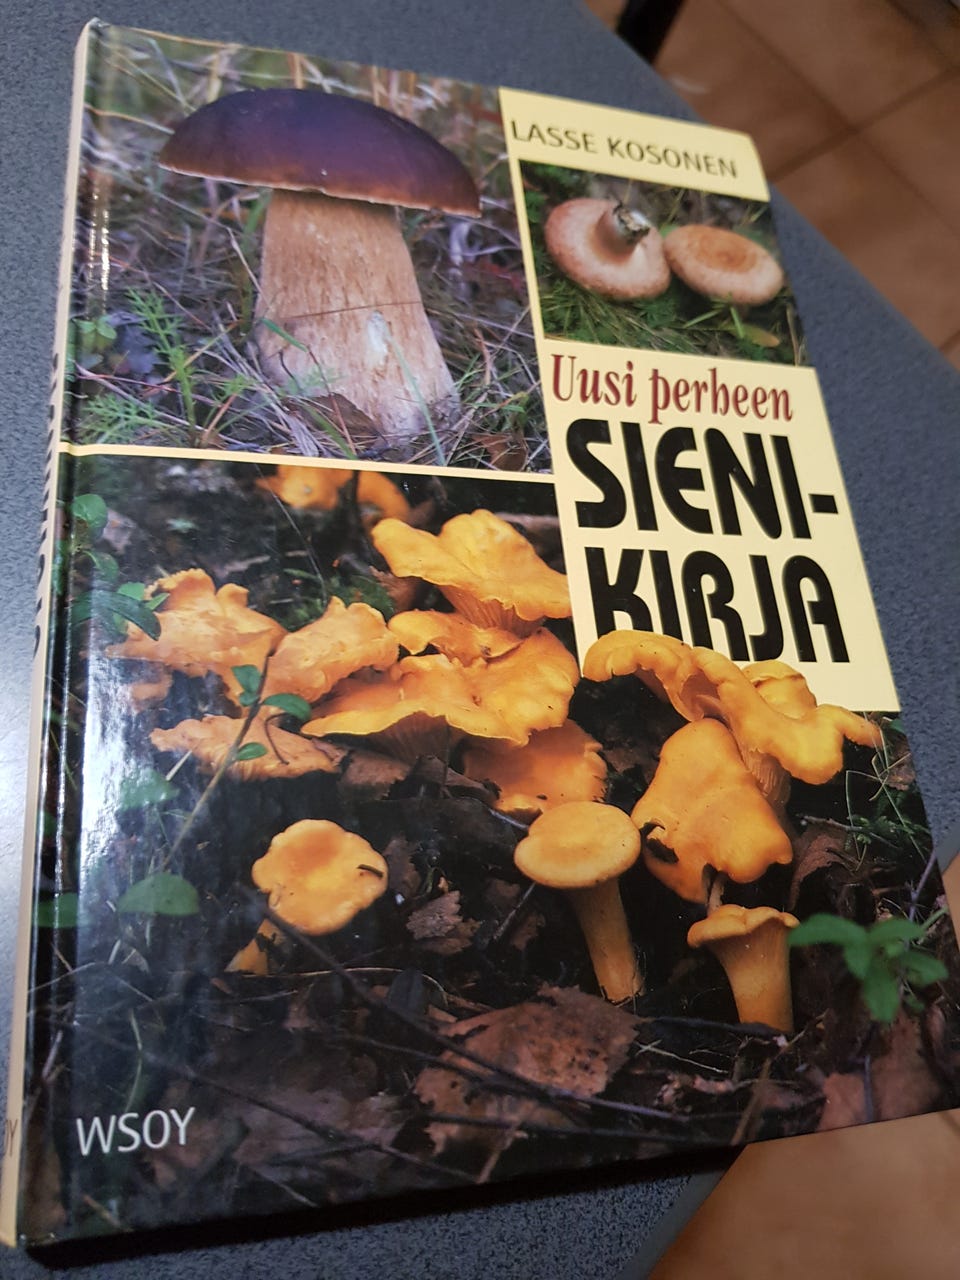 LASSE KOSONEN
Uusi perheen
SIENI-
KIRJA
WSOY